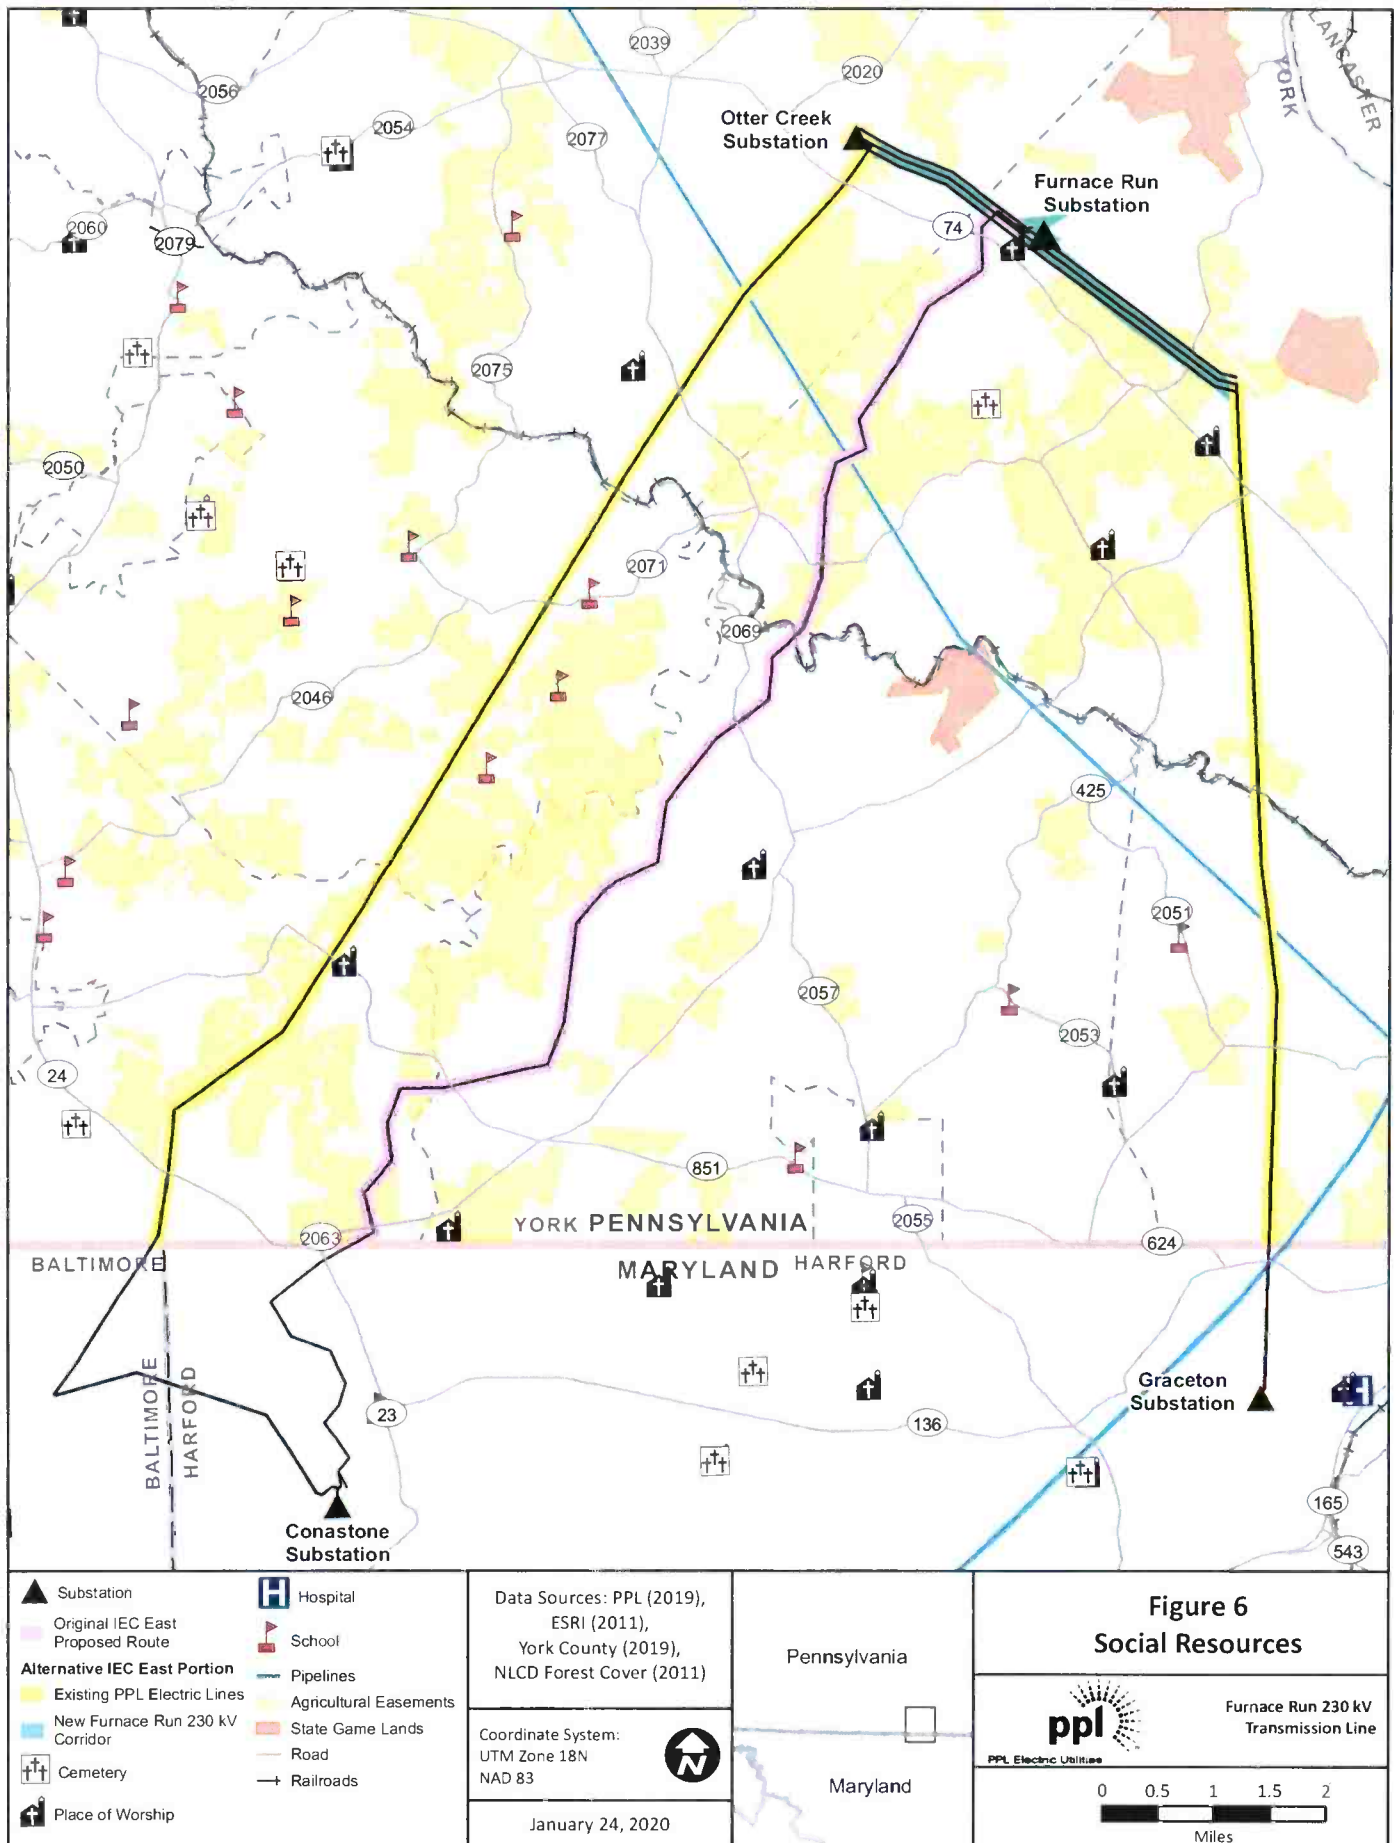 2039
2020
2056
2054
2077
LANCASTER
YORK
Otter Creek
Substation
Furnace Run
Substation
2060
2079
74
2075
2050
2071
2069
2046
425
2051
2057
2053
24
851
2055
624
2063
YORK PENNSYLVANIA
BALTIMORE
MARYLAND
HARFORD
BALTIMORE
HARFORD
23
136
Graceton
Substation
165
543
Conastone
Substation
Substation
Original IEC East
Proposed Route
Alternative IEC East Portion
Existing PPL Electric Lines
New Furnace Run 230 kV
Corridor
Cemetery
Place of Worship
H Hospital
School
Pipelines
Agricultural Easements
State Game Lands
Road
Railroads
Data Sources: PPL (2019),
ESRI (2011),
York County (2019),
NLCD Forest Cover (2011)
Coordinate System:
UTM Zone 18N
NAD 83
N
January 24, 2020
Pennsylvania
Maryland
Figure 6
Social Resources
ppl
PPL Electric Utilities
Furnace Run 230 kV
Transmission Line
0 0.5 1 1.5 2
Miles